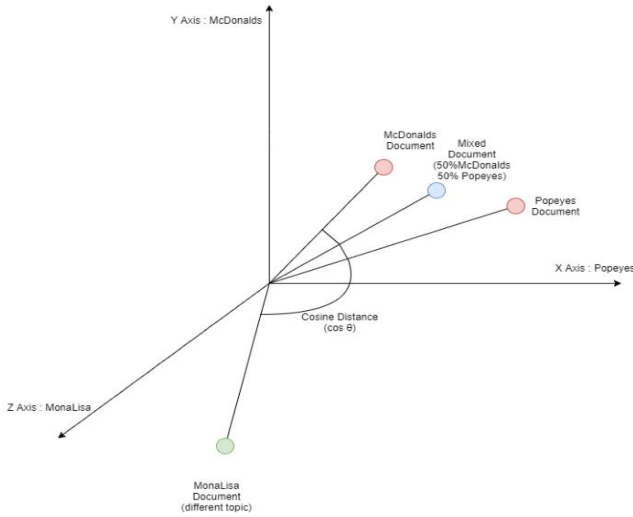 Y Axis : McDonalds
McDonalds
Document
Mixed
Document
(50%McDonalds
50% Popeyes)
Popeyes
Document
X Axis : Popeyes
Cosine Distance
(cos θ)
Z Axis : MonaLisa
MonaLisa
Document
(different topic)